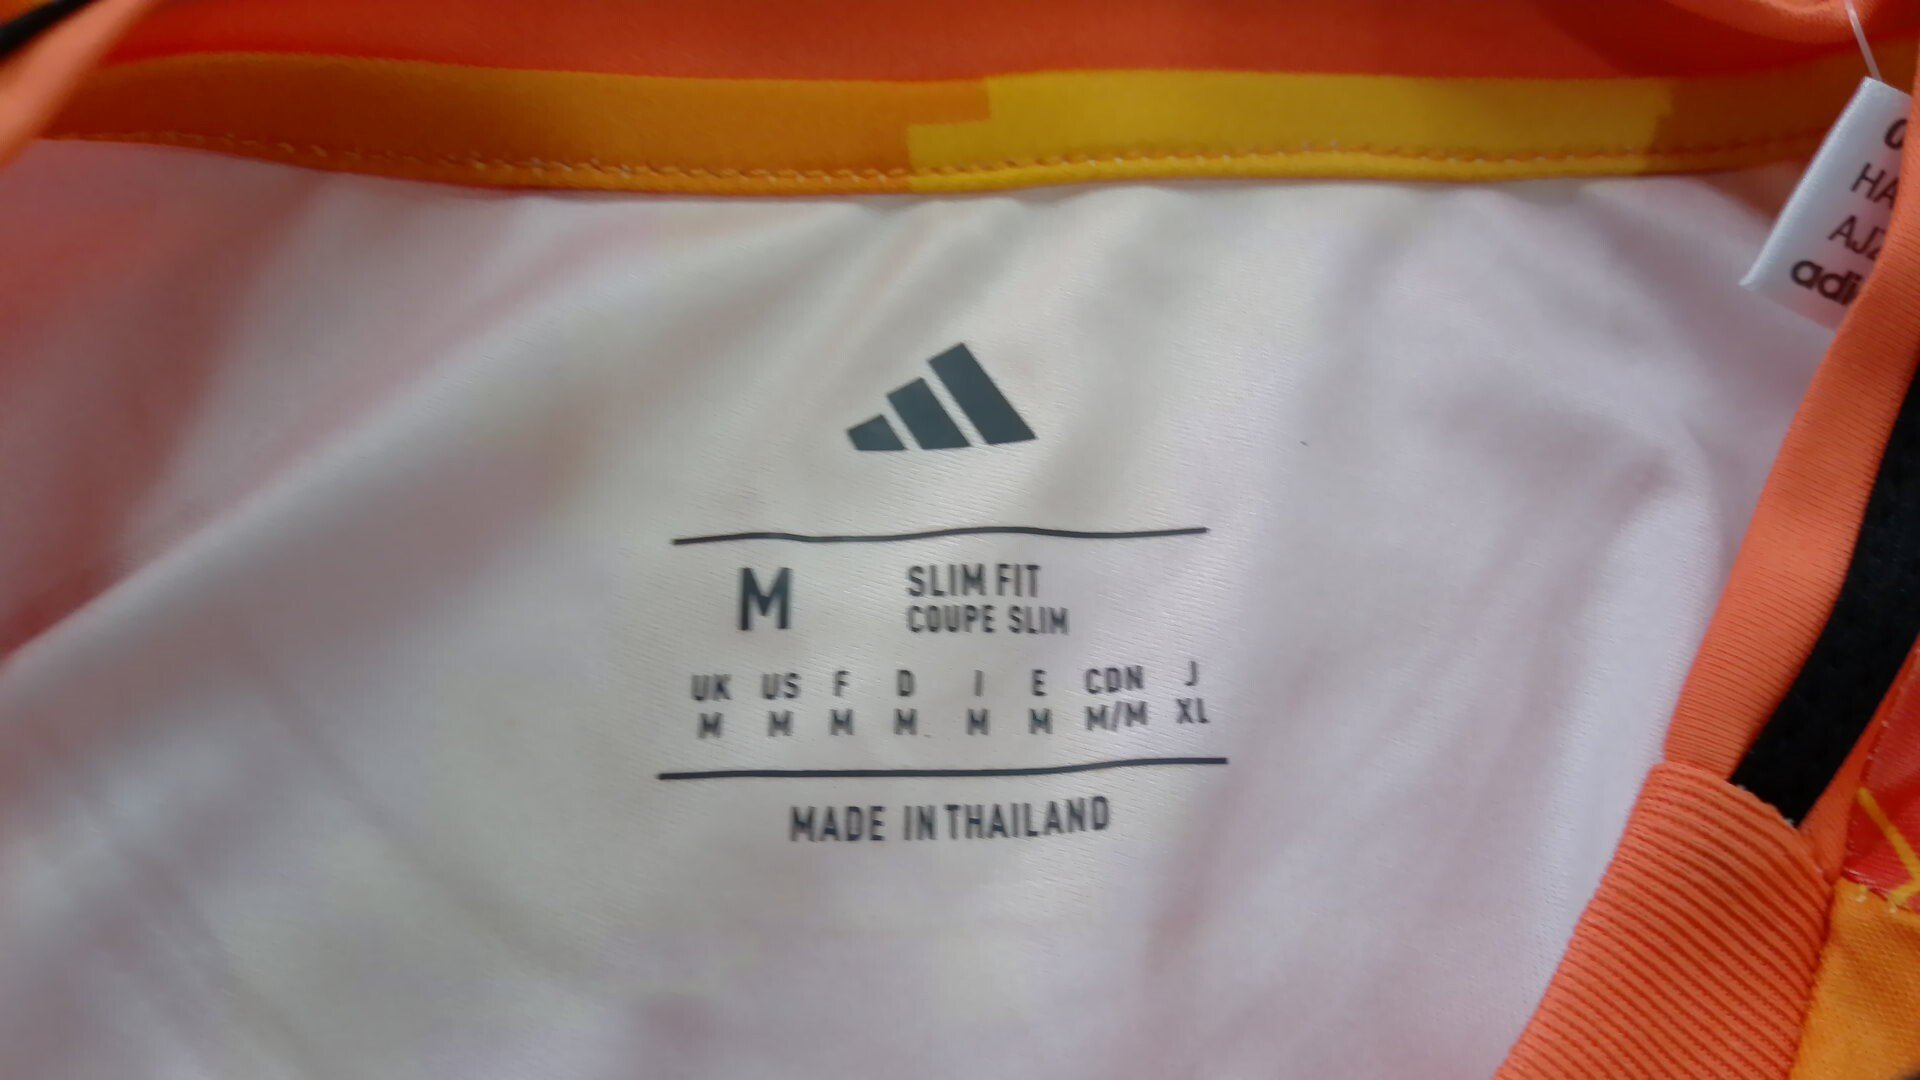 M
SLIM FIT
COUPE SLIM
UK US F D I E CDN J
M M M M M M M/M XL
MADE IN THAILAND